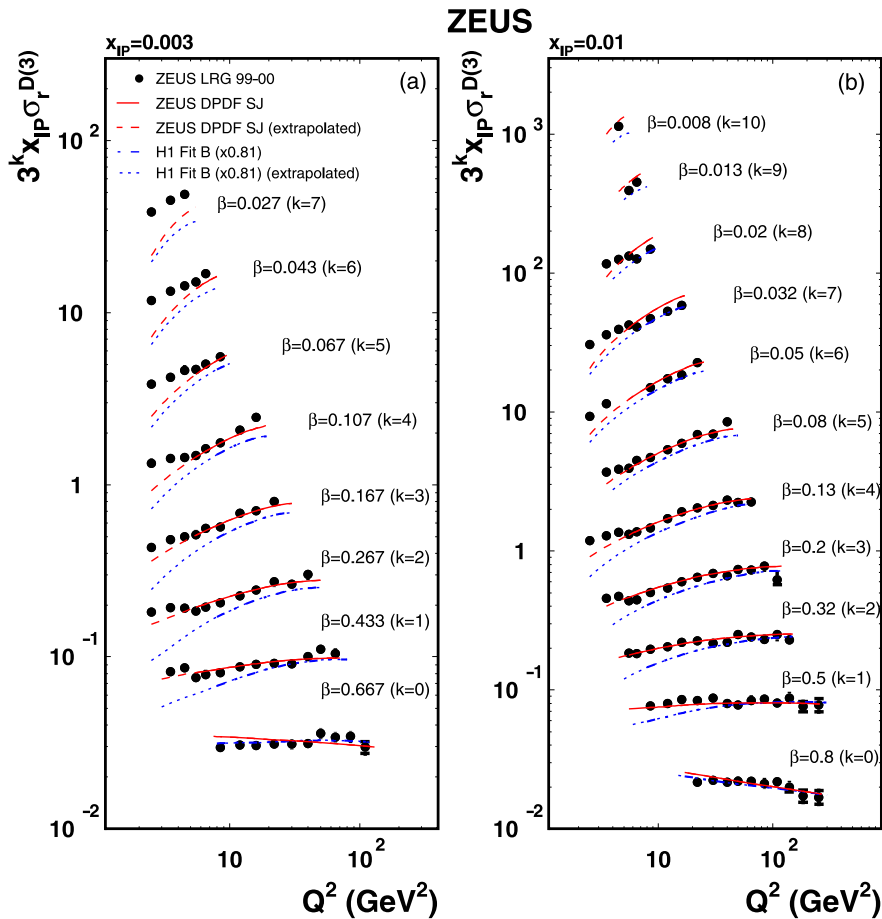 ZEUS
x_IP=0.003
x_IP=0.01
3^k x_IP σ_r^D(3)
(a)
ZEUS LRG 99-00
ZEUS DPDF SJ
ZEUS DPDF SJ (extrapolated)
H1 Fit B (x0.81)
H1 Fit B (x0.81) (extrapolated)
10^2
10
1
10^-1
10^-2
β=0.027 (k=7)
β=0.043 (k=6)
β=0.067 (k=5)
β=0.107 (k=4)
β=0.167 (k=3)
β=0.267 (k=2)
β=0.433 (k=1)
β=0.667 (k=0)
10
10^2
Q^2 (GeV^2)
3^k x_IP σ_r^D(3)
(b)
10^3
10^2
10
1
10^-1
10^-2
β=0.008 (k=10)
β=0.013 (k=9)
β=0.02 (k=8)
β=0.032 (k=7)
β=0.05 (k=6)
β=0.08 (k=5)
β=0.13 (k=4)
β=0.2 (k=3)
β=0.32 (k=2)
β=0.5 (k=1)
β=0.8 (k=0)
10
10^2
Q^2 (GeV^2)